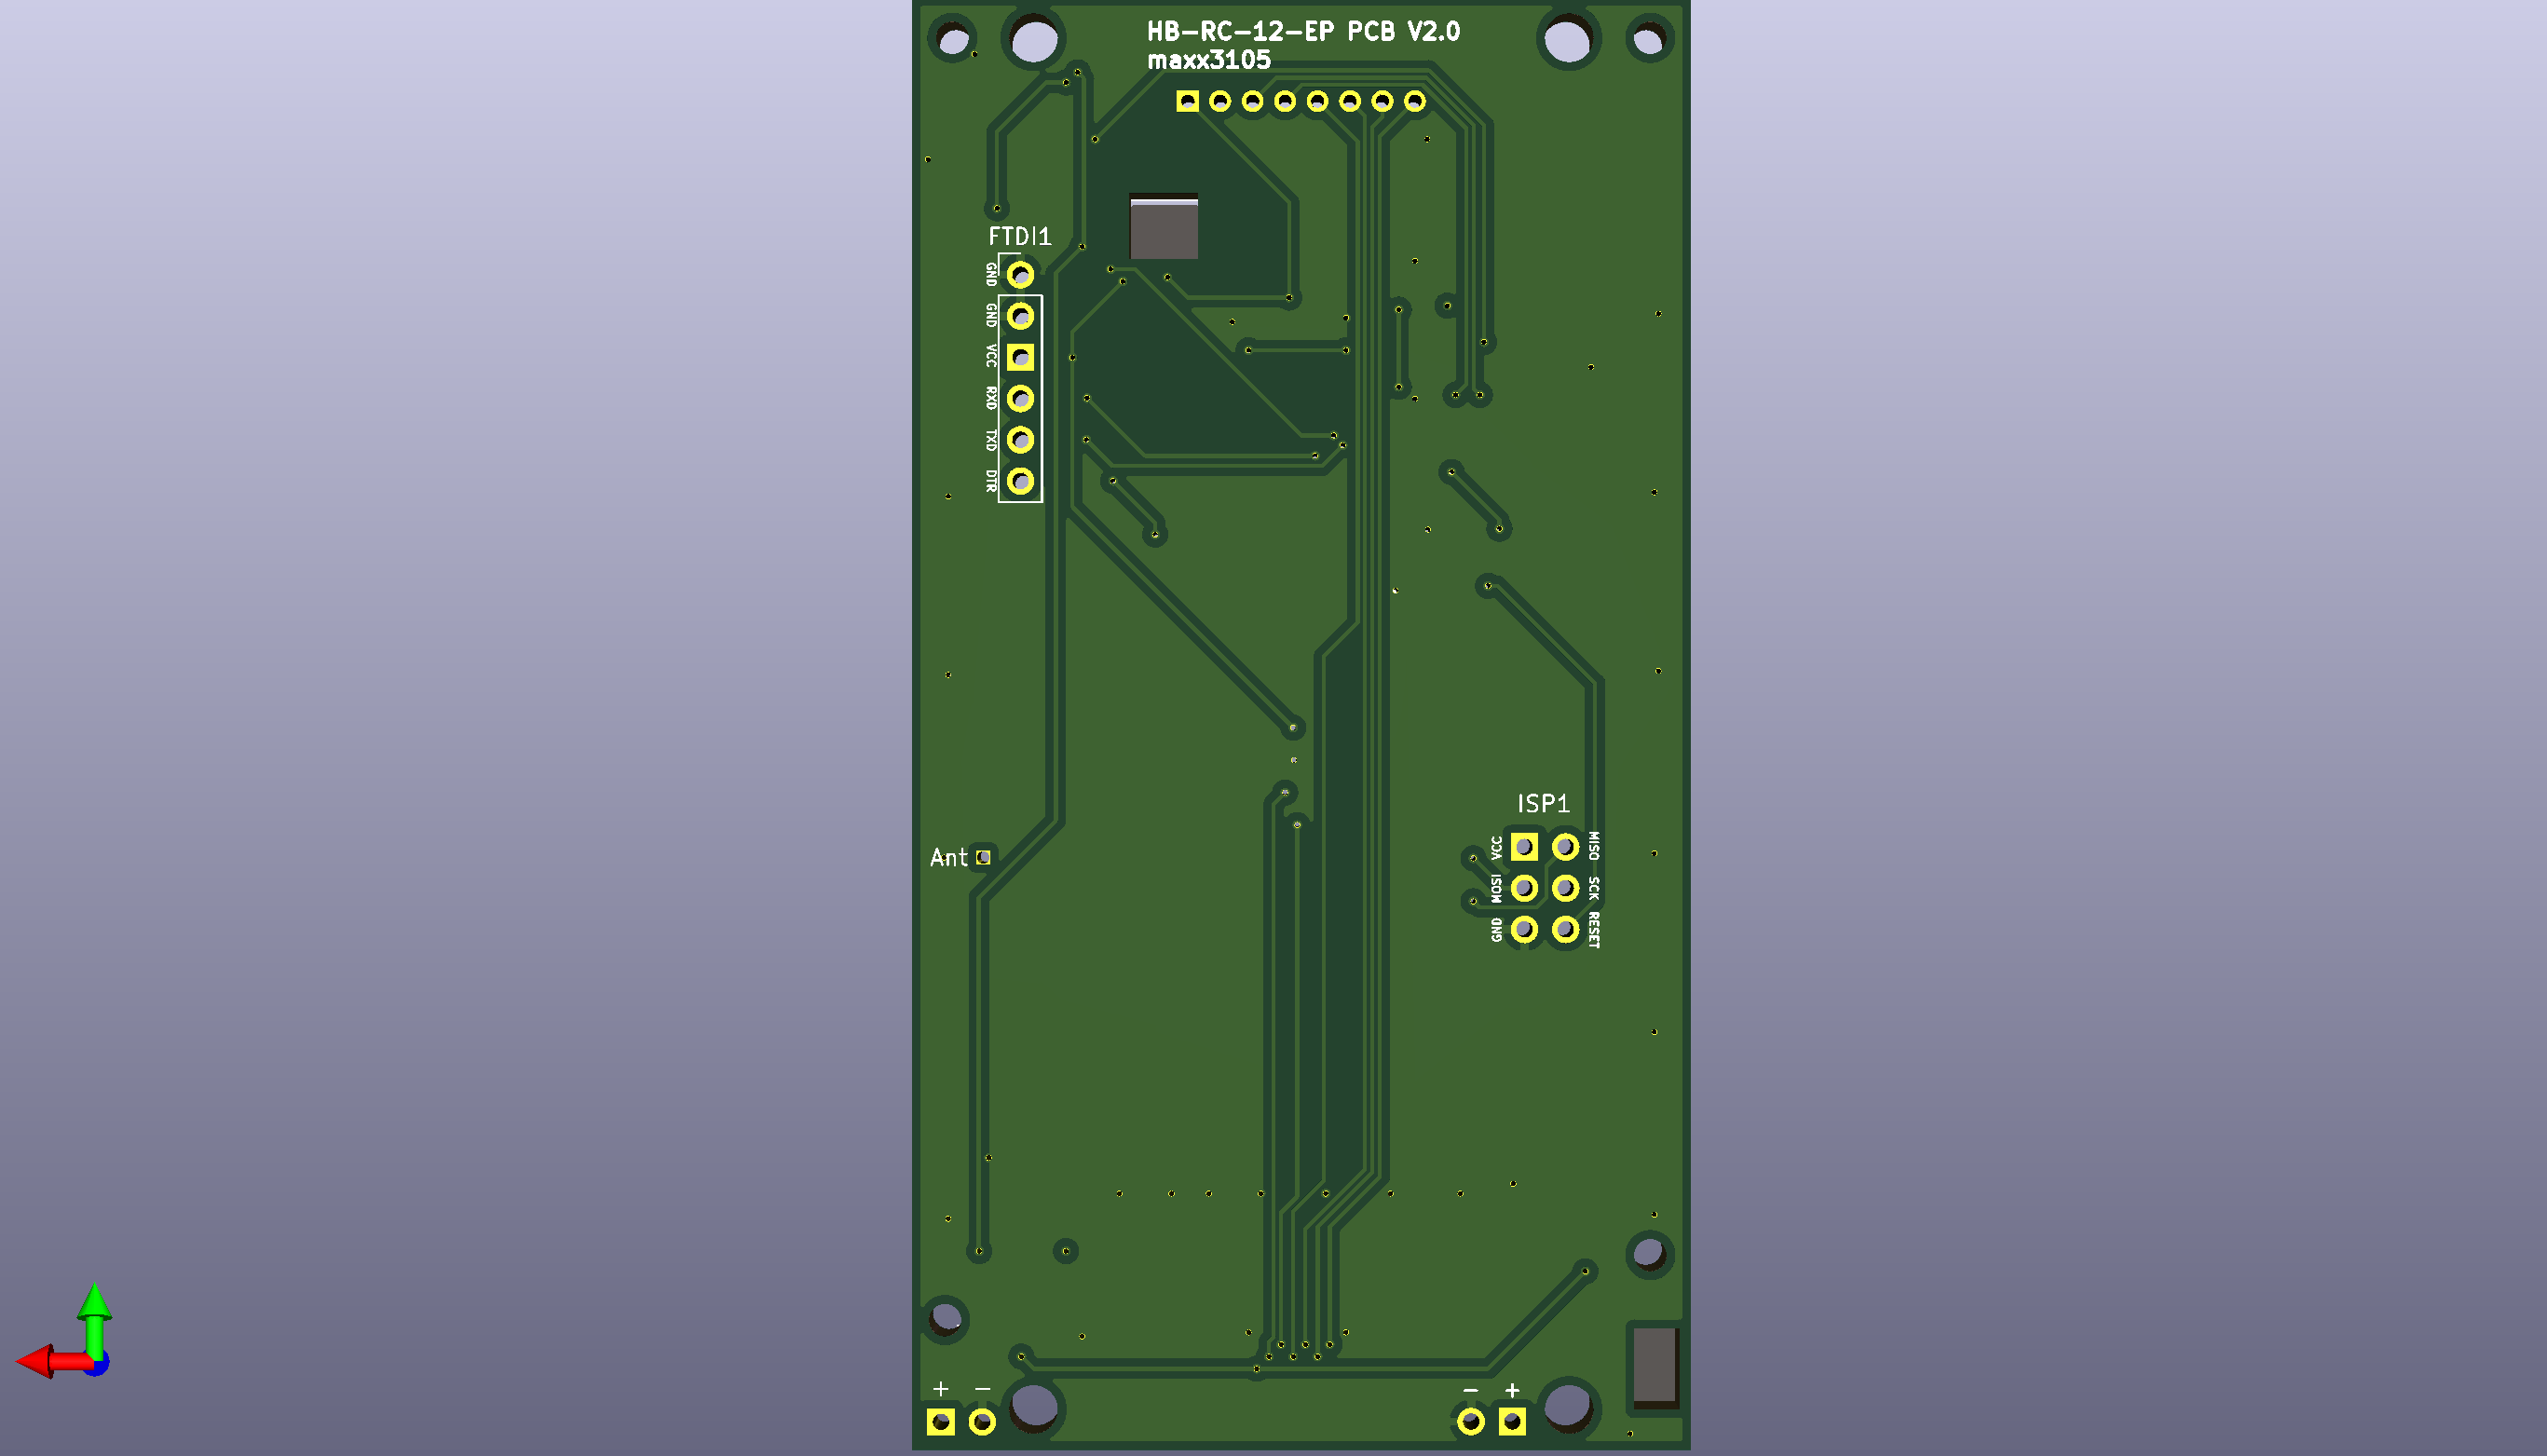 HB-RC-12-EP PCB V2.0
maxx3105
FTDI1
GND
GND
VCC
RXD
TXD
DTR
Ant
ISP1
VCC
MISO
MOSI
SCK
GND
RESET
+ −
− +